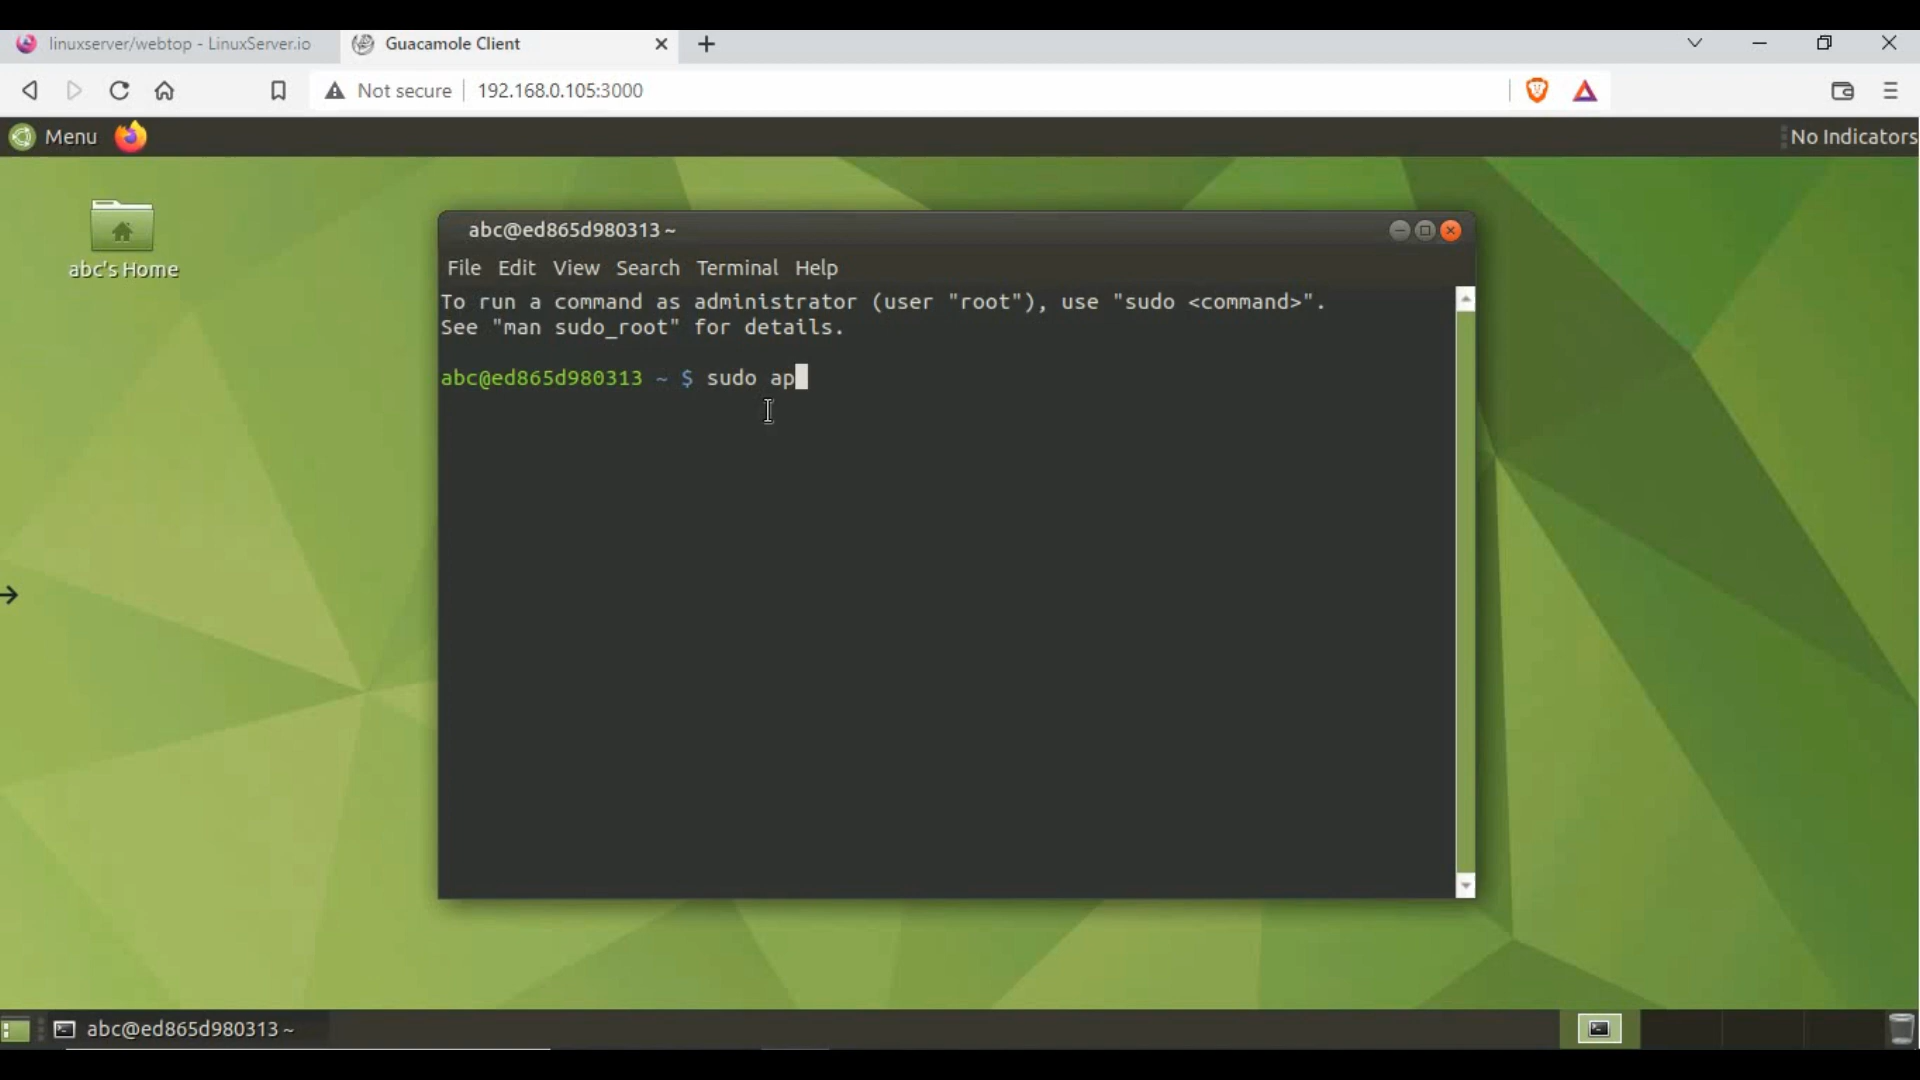 linuxserver/webtop - LinuxServer.io
Guacamole Client
Not secure
192.168.0.105:3000
Menu
No Indicators
abc's Home
abc@ed865d980313 ~
File Edit View Search Terminal Help
To run a command as administrator (user "root"), use "sudo <command>".
See "man sudo_root" for details.
abc@ed865d980313 ~ $ sudo ap
abc@ed865d980313 ~